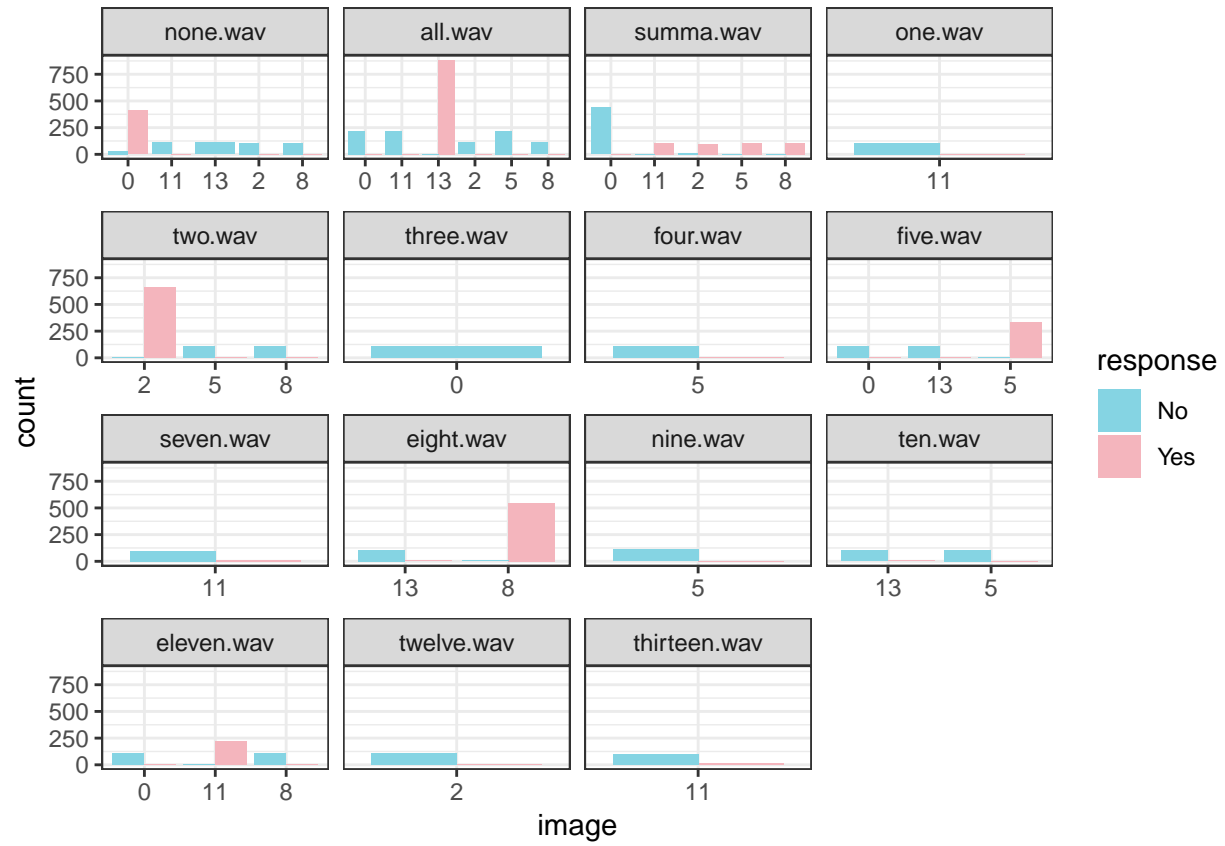 none.wav all.wav summa.wav one.wav
750
500
250
0
0 11 13 2 8 0 11 13 2 5 8 0 11 2 5 8 11
two.wav three.wav four.wav five.wav
750
500
250
0
2 5 8 0 5 0 13 5
seven.wav eight.wav nine.wav ten.wav
750
500
250
0
11 13 8 5 13 5
eleven.wav twelve.wav thirteen.wav
750
500
250
0
0 11 8 2 11
image
count
response
No
Yes